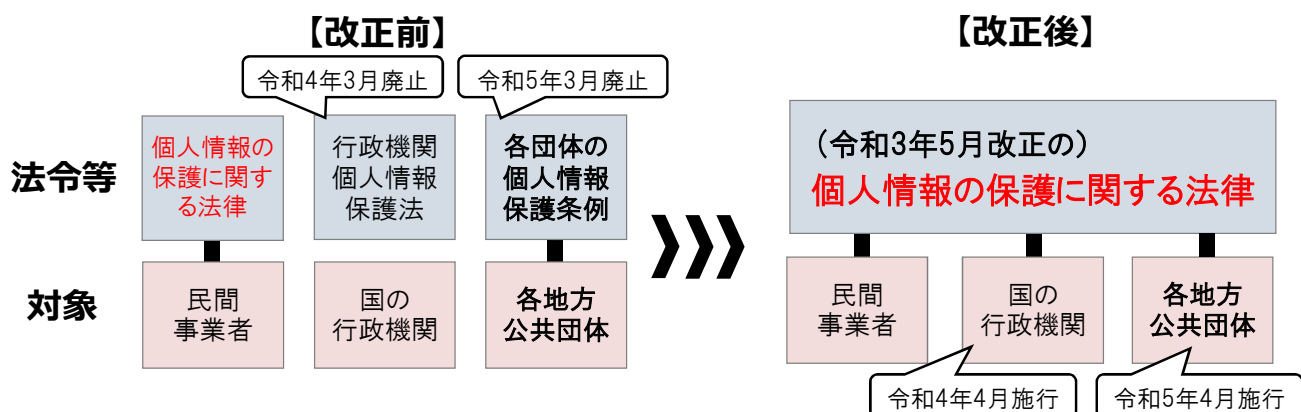 【改正前】
【改正後】
令和4年3月廃止
令和5年3月廃止
法令等
個人情報の
保護に関す
る法律
行政機関
個人情報
保護法
各団体の
個人情報
保護条例
(令和3年5月改正の)
個人情報の保護に関する法律
対象
民間
事業者
国の
行政機関
各地方
公共団体
民間
事業者
国の
行政機関
各地方
公共団体
令和4年4月施行
令和5年4月施行